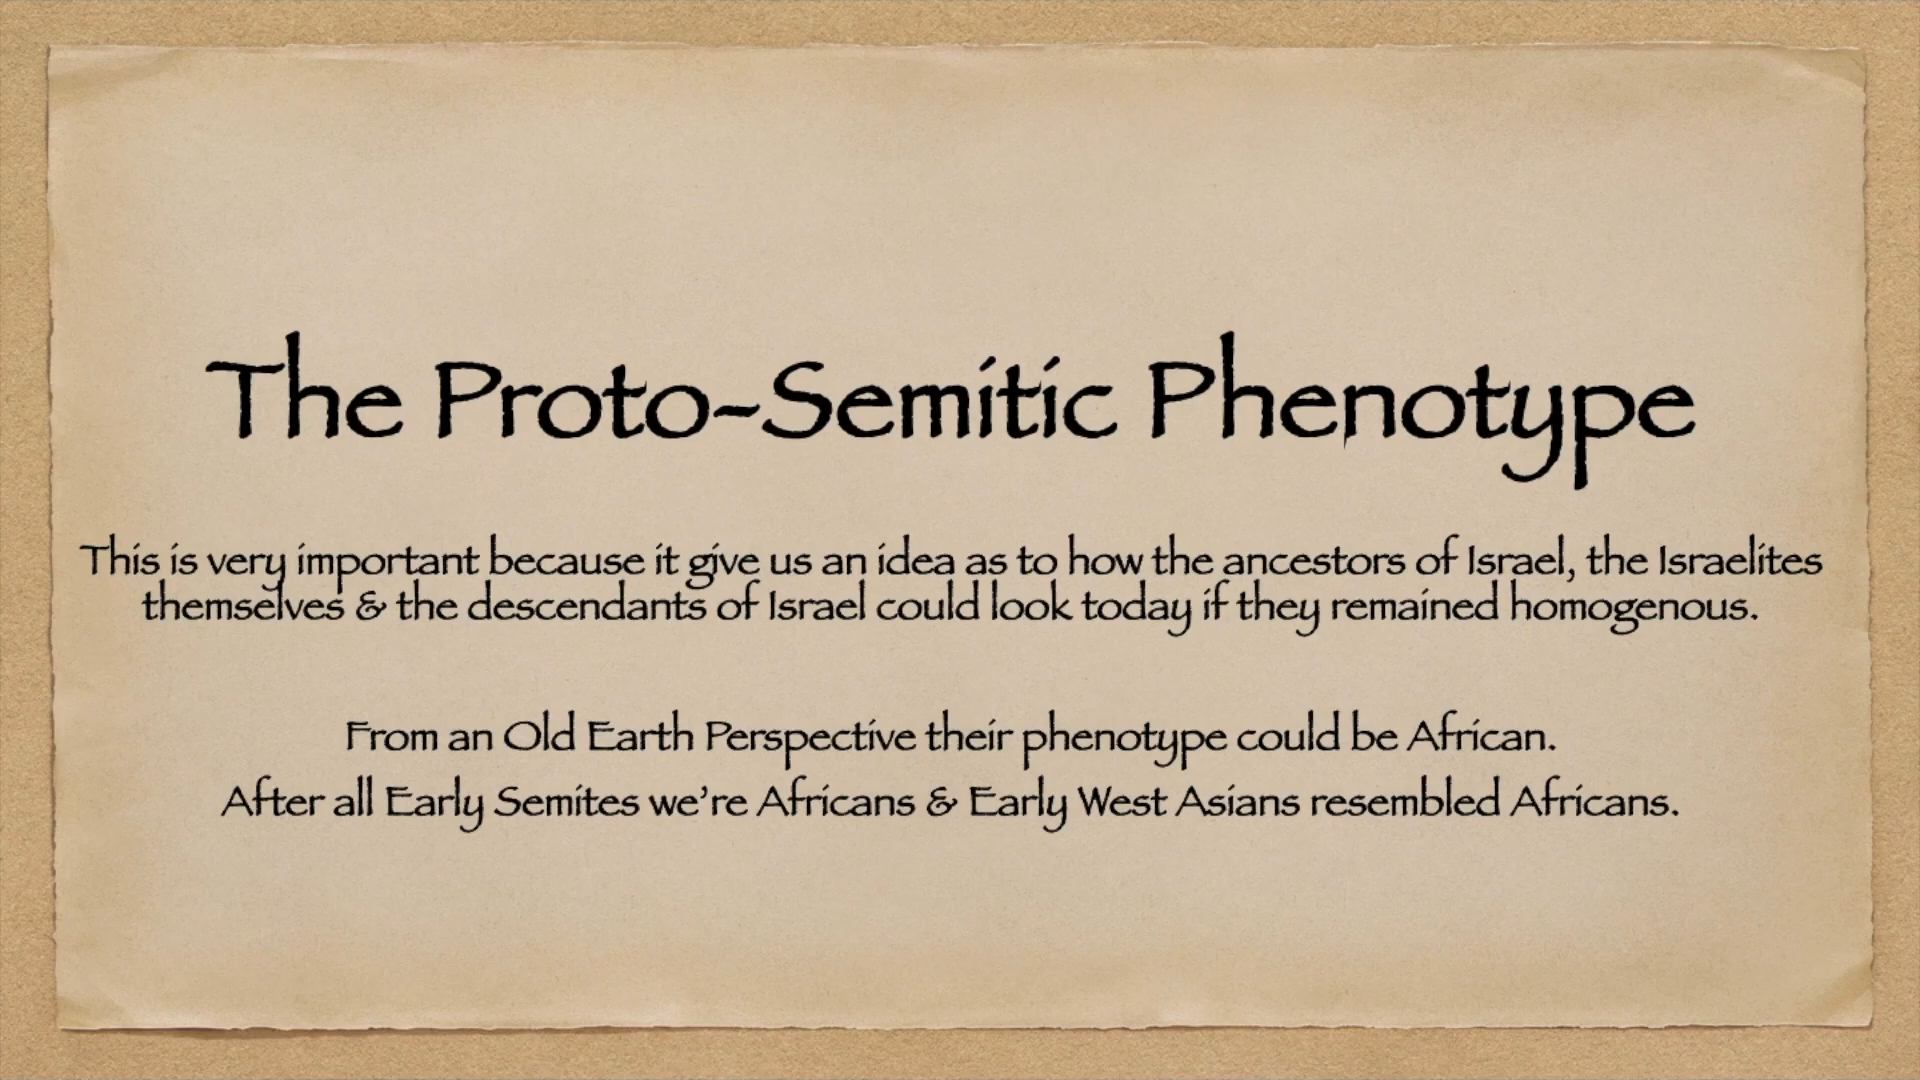 The Proto-Semitic Phenotype
This is very important because it give us an idea as to how the ancestors of Israel, the Israelites
themselves & the descendants of Israel could look today if they remained homogenous.
From an Old Earth Perspective their phenotype could be African.
After all Early Semites we're Africans & Early West Asians resembled Africans.